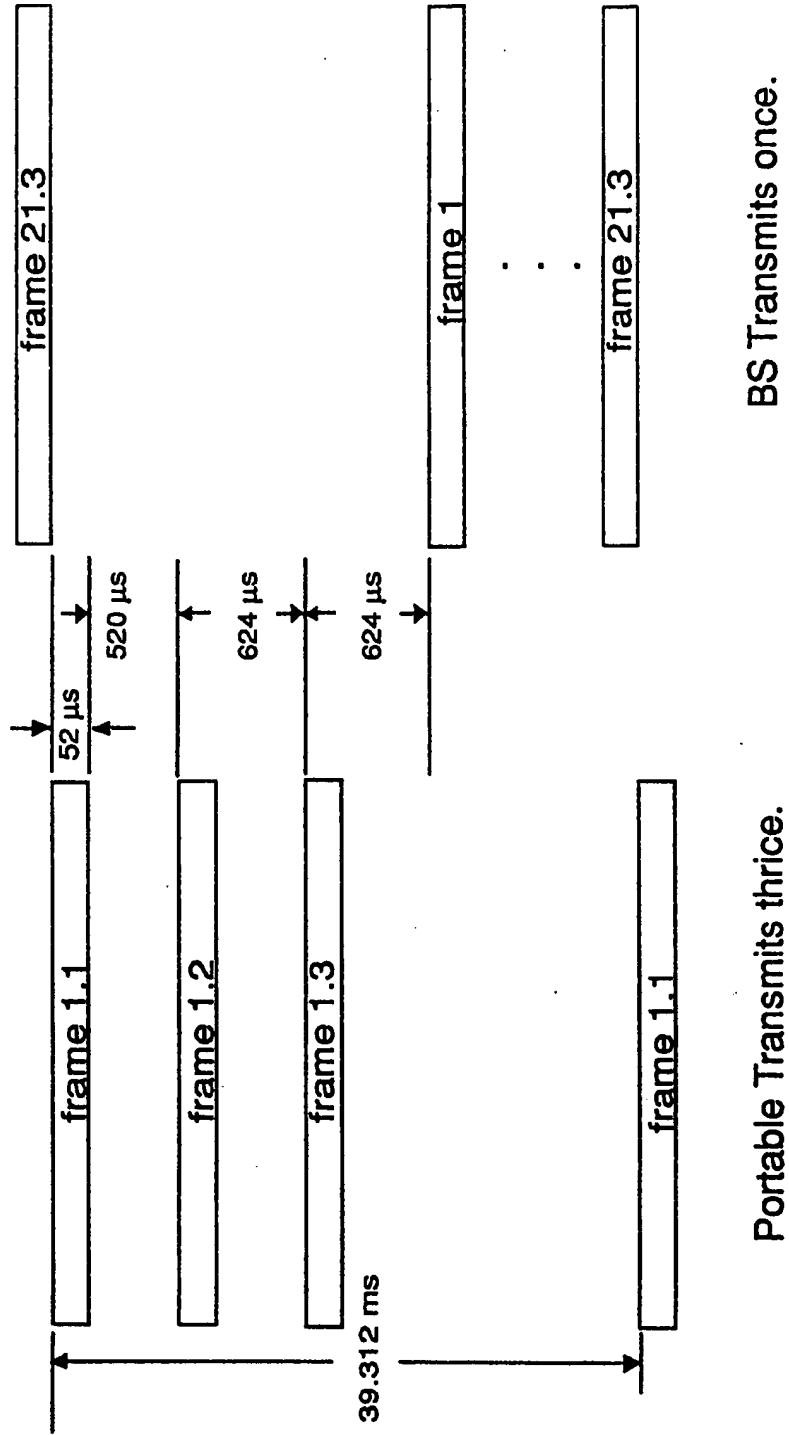 frame 1.1
frame 1.2
frame 1.3
frame 1.1
39.312 ms
Portable Transmits thrice.
52 µs
520 µs
624 µs
624 µs
frame 21.3
frame 1
. . .
frame 21.3
BS Transmits once.